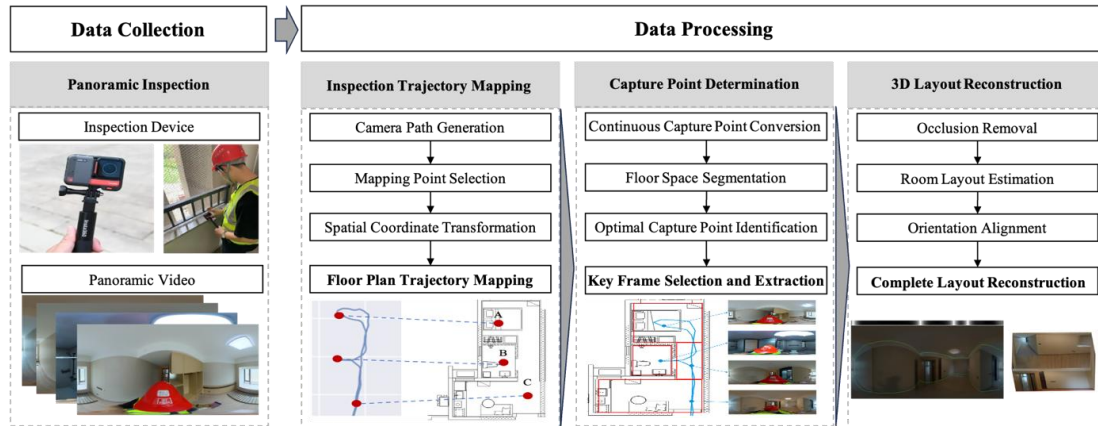 Data Collection
Data Processing
Panoramic Inspection
Inspection Device
Panoramic Video
Inspection Trajectory Mapping
Camera Path Generation
Mapping Point Selection
Spatial Coordinate Transformation
Floor Plan Trajectory Mapping
A
B
C
Capture Point Determination
Continuous Capture Point Conversion
Floor Space Segmentation
Optimal Capture Point Identification
Key Frame Selection and Extraction
3D Layout Reconstruction
Occlusion Removal
Room Layout Estimation
Orientation Alignment
Complete Layout Reconstruction